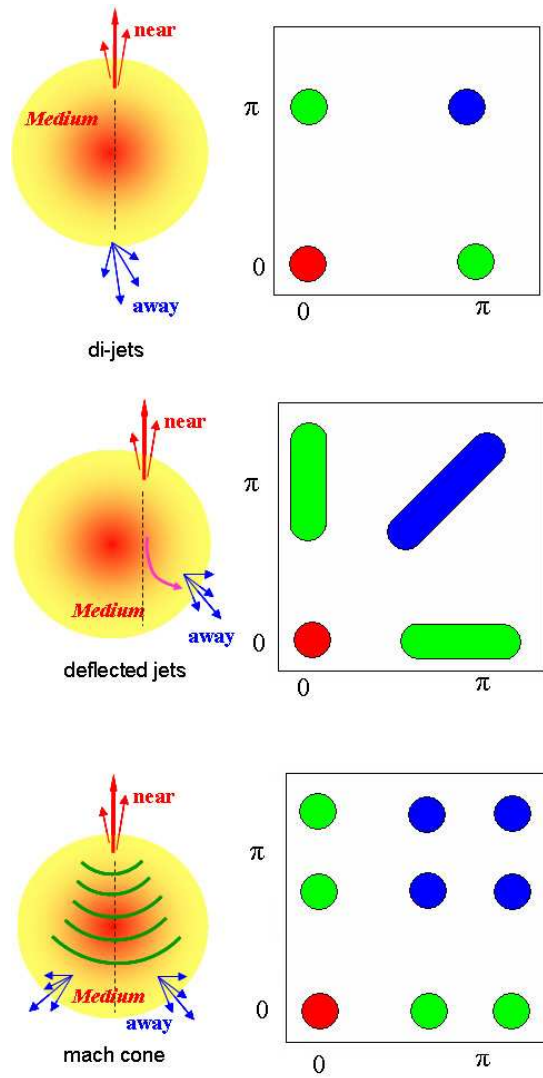 near
Medium
away
di-jets
π
0
0
π
near
Medium
away
deflected jets
π
0
0
π
near
Medium
away
mach cone
π
0
0
π